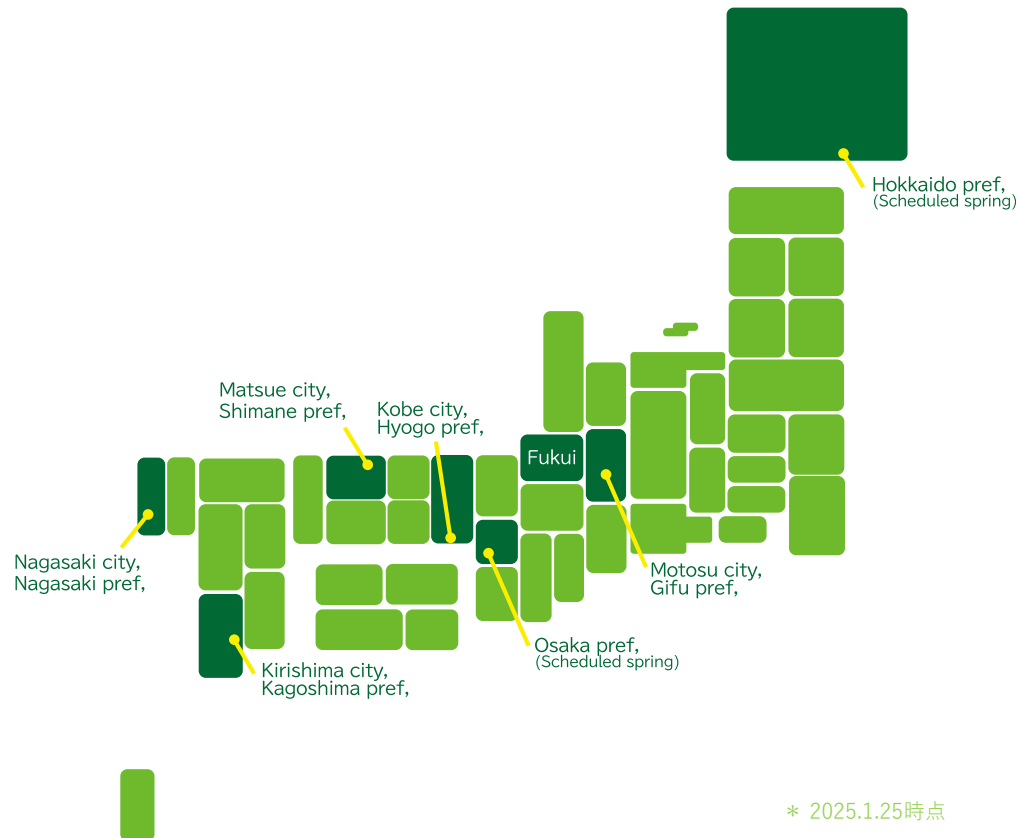 Hokkaido pref,
(Scheduled spring)
Matsue city,
Shimane pref,
Kobe city,
Hyogo pref,
Fukui
Nagasaki city,
Nagasaki pref,
Motosu city,
Gifu pref,
Osaka pref,
(Scheduled spring)
Kirishima city,
Kagoshima pref,
* 2025.1.25時点